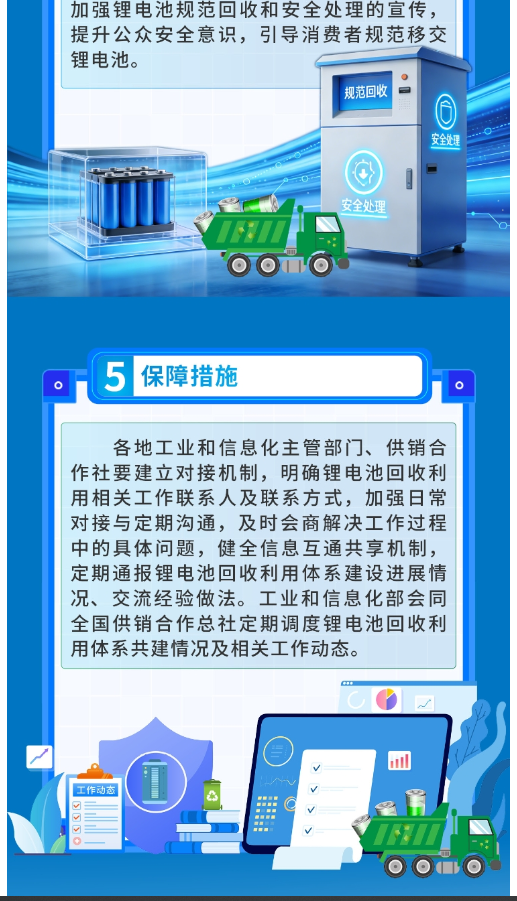 加强锂电池规范回收和安全处理的宣传，
提升公众安全意识，引导消费者规范移交
锂电池。
规范回收
安全处理
安全处理
5 保障措施
各地工业和信息化主管部门、供销合
作社要建立对接机制，明确锂电池回收利
用相关工作联系人及联系方式，加强日常
对接与定期沟通，及时会商解决工作过程
中的具体问题，健全信息互通共享机制，
定期通报锂电池回收利用体系建设进展情
况、交流经验做法。工业和信息化部会同
全国供销合作总社定期调度锂电池回收利
用体系共建情况及相关工作动态。
工作动态